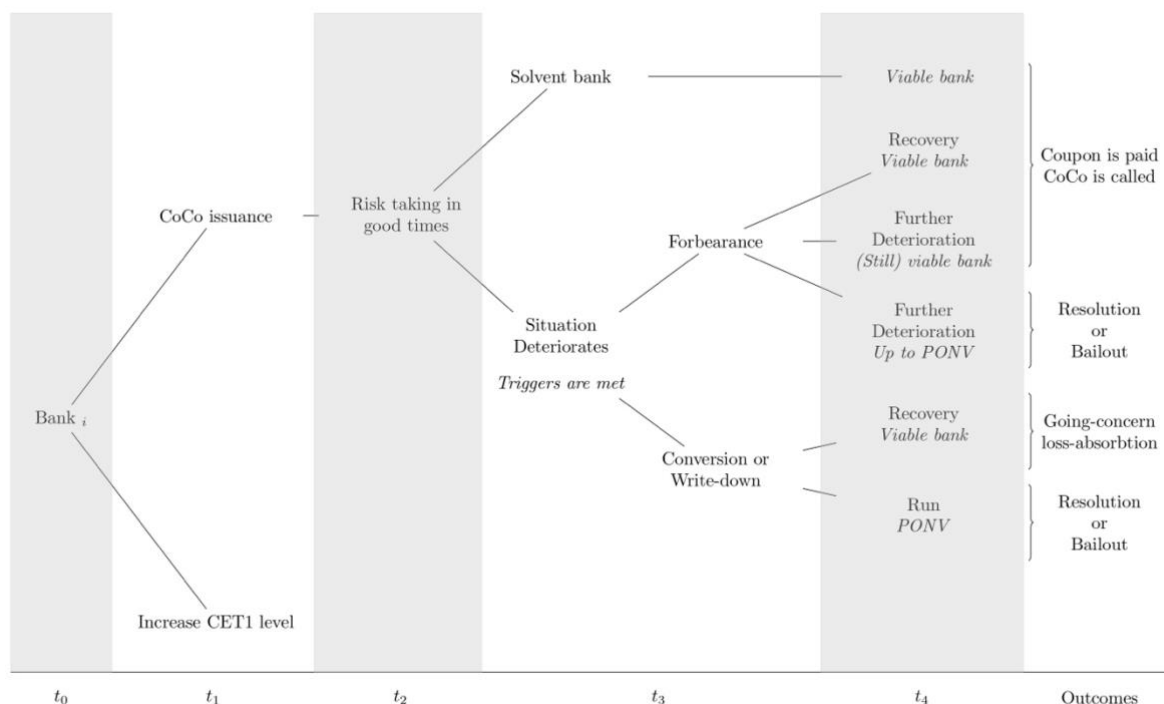 Solvent bank
Viable bank
Recovery
Viable bank
Coupon is paid
CoCo is called
CoCo issuance
Risk taking in
good times
Forbearance
Further
Deterioration
(Still) viable bank
Situation
Deteriorates
Triggers are met
Further
Deterioration
Up to PONV
Resolution
or
Bailout
Bank i
Recovery
Viable bank
Going-concern
loss-absorbtion
Conversion or
Write-down
Run
PONV
Resolution
or
Bailout
Increase CET1 level
t0 t1 t2 t3 t4 Outcomes